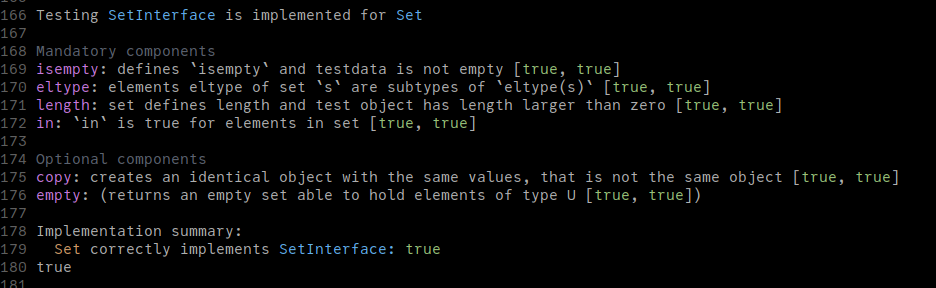 166 Testing SetInterface is implemented for Set
167
168 Mandatory components
169 isempty: defines `isempty` and testdata is not empty [true, true]
170 eltype: elements eltype of set `s` are subtypes of `eltype(s)` [true, true]
171 length: set defines length and test object has length larger than zero [true, true]
172 in: `in` is true for elements in set [true, true]
173
174 Optional components
175 copy: creates an identical object with the same values, that is not the same object [true, true]
176 empty: (returns an empty set able to hold elements of type U [true, true])
177
178 Implementation summary:
179   Set correctly implements SetInterface: true
180 true
181